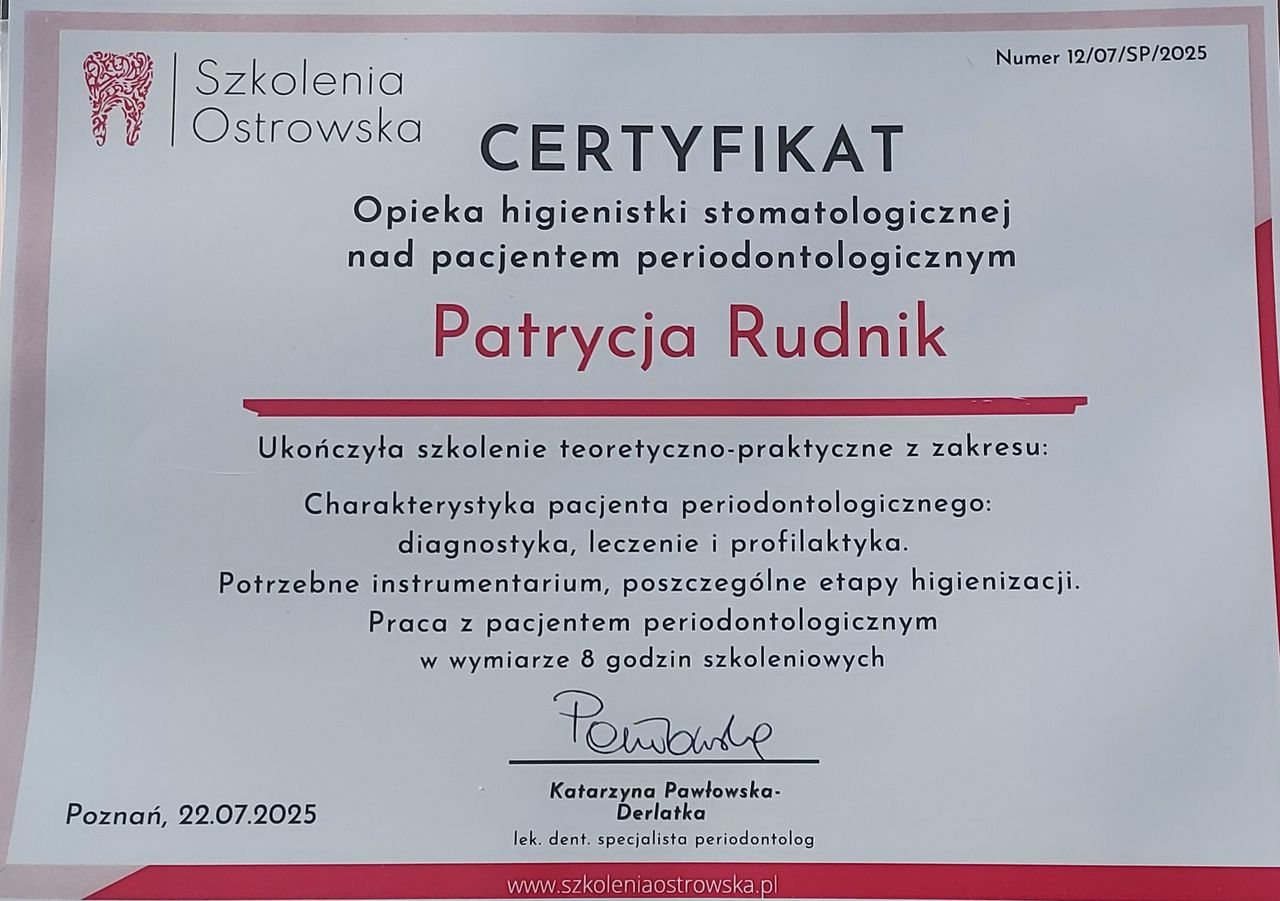 Szkolenia
Ostrowska
Numer 12/07/SP/2025
CERTYFIKAT
Opieka higienistki stomatologicznej
nad pacjentem periodontologicznym
Patrycja Rudnik
Ukończyła szkolenie teoretyczno-praktyczne z zakresu:
Charakterystyka pacjenta periodontologicznego:
diagnostyka, leczenie i profilaktyka.
Potrzebne instrumentarium, poszczególne etapy higienizacji.
Praca z pacjentem periodontologicznym
w wymiarze 8 godzin szkoleniowych
Katarzyna Pawłowska-
Derlatka
lek. dent. specjalista periodontolog
Poznań, 22.07.2025
www.szkoleniaostrowska.pl